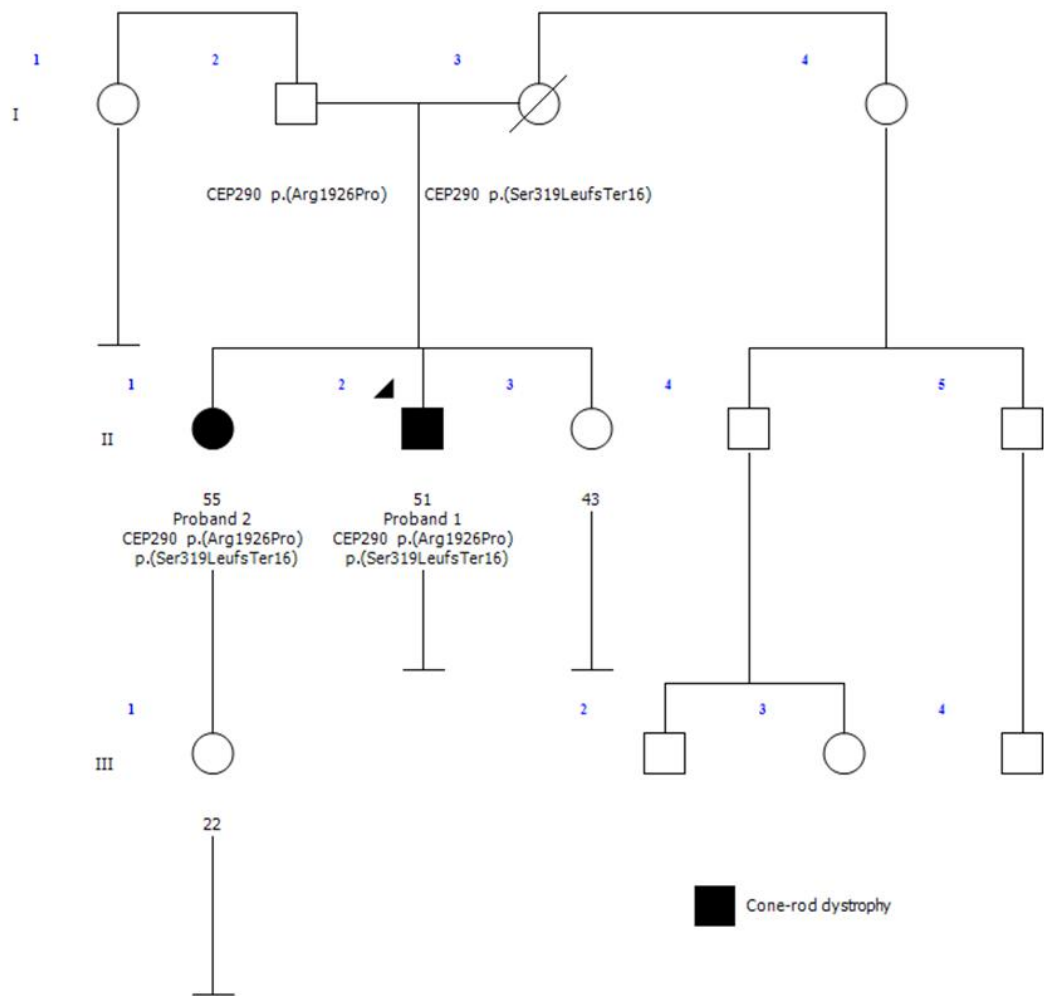 1 2 3 4
I
CEP290 p.(Arg1926Pro) CEP290 p.(Ser319LeufsTer16)
1 2 3 4 5
II
55 51 43
Proband 2 Proband 1
CEP290 p.(Arg1926Pro) CEP290 p.(Arg1926Pro)
p.(Ser319LeufsTer16) p.(Ser319LeufsTer16)
1 2 3 4
III
22
Cone-rod dystrophy